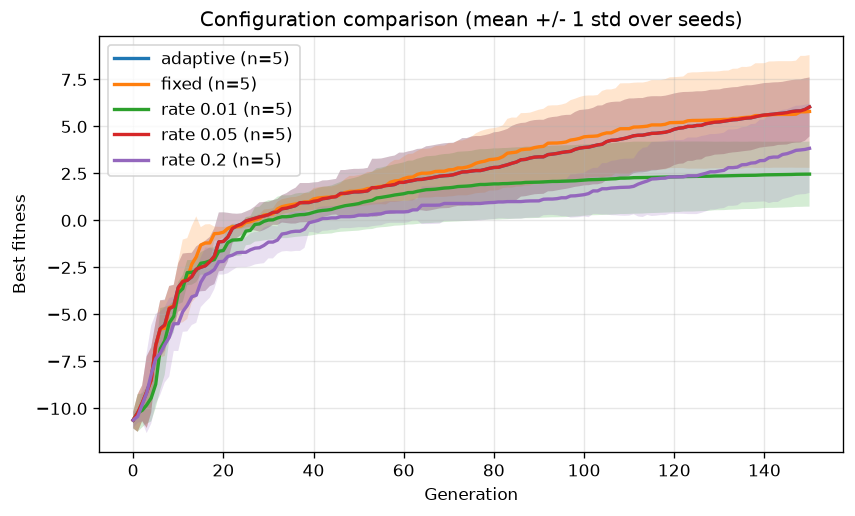 Configuration comparison (mean +/- 1 std over seeds)
adaptive (n=5)
fixed (n=5)
rate 0.01 (n=5)
rate 0.05 (n=5)
rate 0.2 (n=5)
7.5
5.0
2.5
0.0
−2.5
−5.0
−7.5
−10.0
Best fitness
0 20 40 60 80 100 120 140
Generation